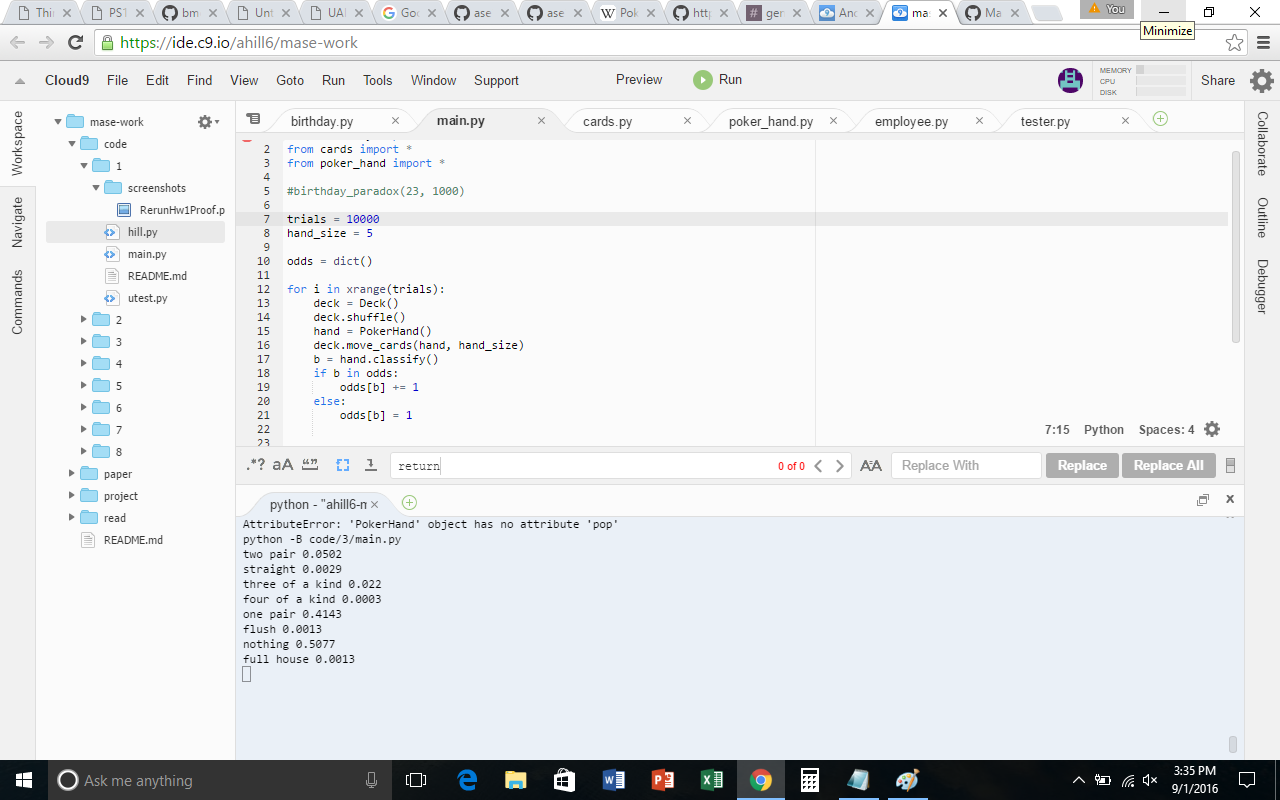 Thi
PS1
bm
Unt
UAI
Goo
ase
ase
Pok
htt
ger
Anc
mas
Ma
You
Minimize
https://ide.c9.io/ahill6/mase-work
Cloud9 File Edit Find View Goto Run Tools Window Support Preview Run
MEMORY
CPU
DISK
Share
Workspace
Navigate
Commands
mase-work
code
1
screenshots
RerunHw1Proof.p
hill.py
main.py
README.md
utest.py
2
3
4
5
6
7
8
paper
project
read
README.md
birthday.py main.py cards.py poker_hand.py employee.py tester.py
2 from cards import *
3 from poker_hand import *
4
5 #birthday_paradox(23, 1000)
6
7 trials = 10000
8 hand_size = 5
9
10 odds = dict()
11
12 for i in xrange(trials):
13 deck = Deck()
14 deck.shuffle()
15 hand = PokerHand()
16 deck.move_cards(hand, hand_size)
17 b = hand.classify()
18 if b in odds:
19 odds[b] += 1
20 else:
21 odds[b] = 1
22
23
7:15 Python Spaces: 4
.*? aA return 0 of 0 Replace With Replace Replace All
python - "ahill6-m
AttributeError: 'PokerHand' object has no attribute 'pop'
python -B code/3/main.py
two pair 0.0502
straight 0.0029
three of a kind 0.022
four of a kind 0.0003
one pair 0.4143
flush 0.0013
nothing 0.5077
full house 0.0013
Collaborate
Outline
Debugger
Ask me anything
3:35 PM
9/1/2016